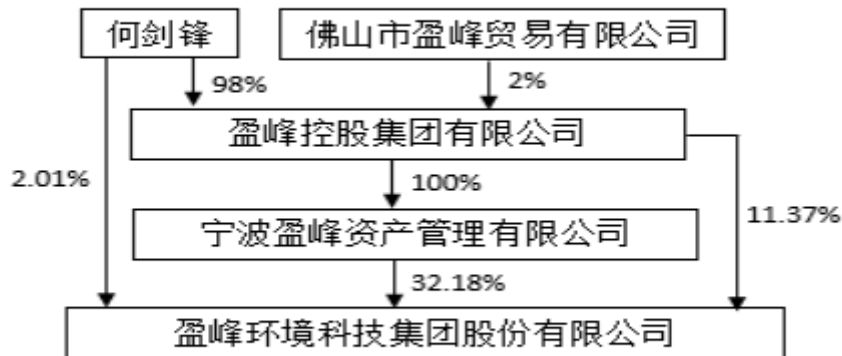 何剑锋
佛山市盈峰贸易有限公司
98%
2%
盈峰控股集团有限公司
2.01%
100%
11.37%
宁波盈峰资产管理有限公司
32.18%
盈峰环境科技集团股份有限公司